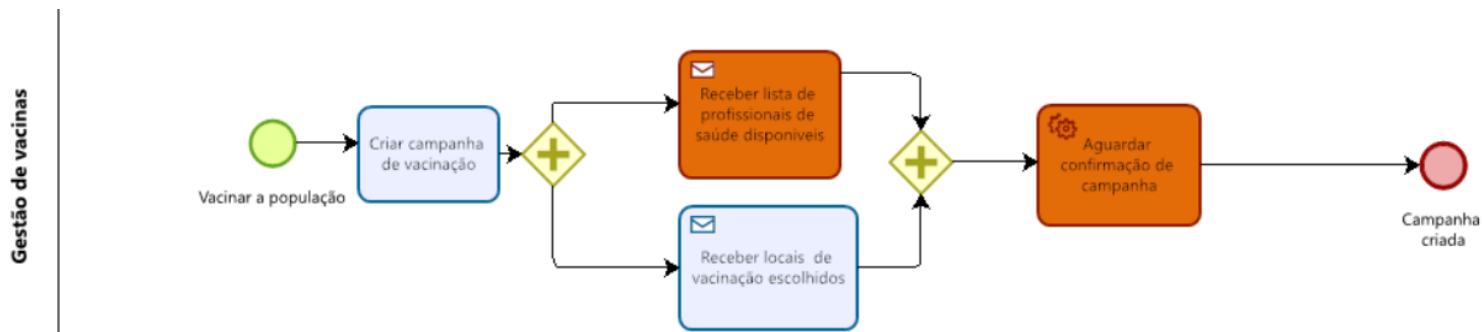 Gestão de vacinas
Vacinar a população
Criar campanha
de vacinação
Receber lista de
profissionais de
saúde disponiveis
Receber locais de
vacinação escolhidos
Aguardar
confirmação de
campanha
Campanha
criada